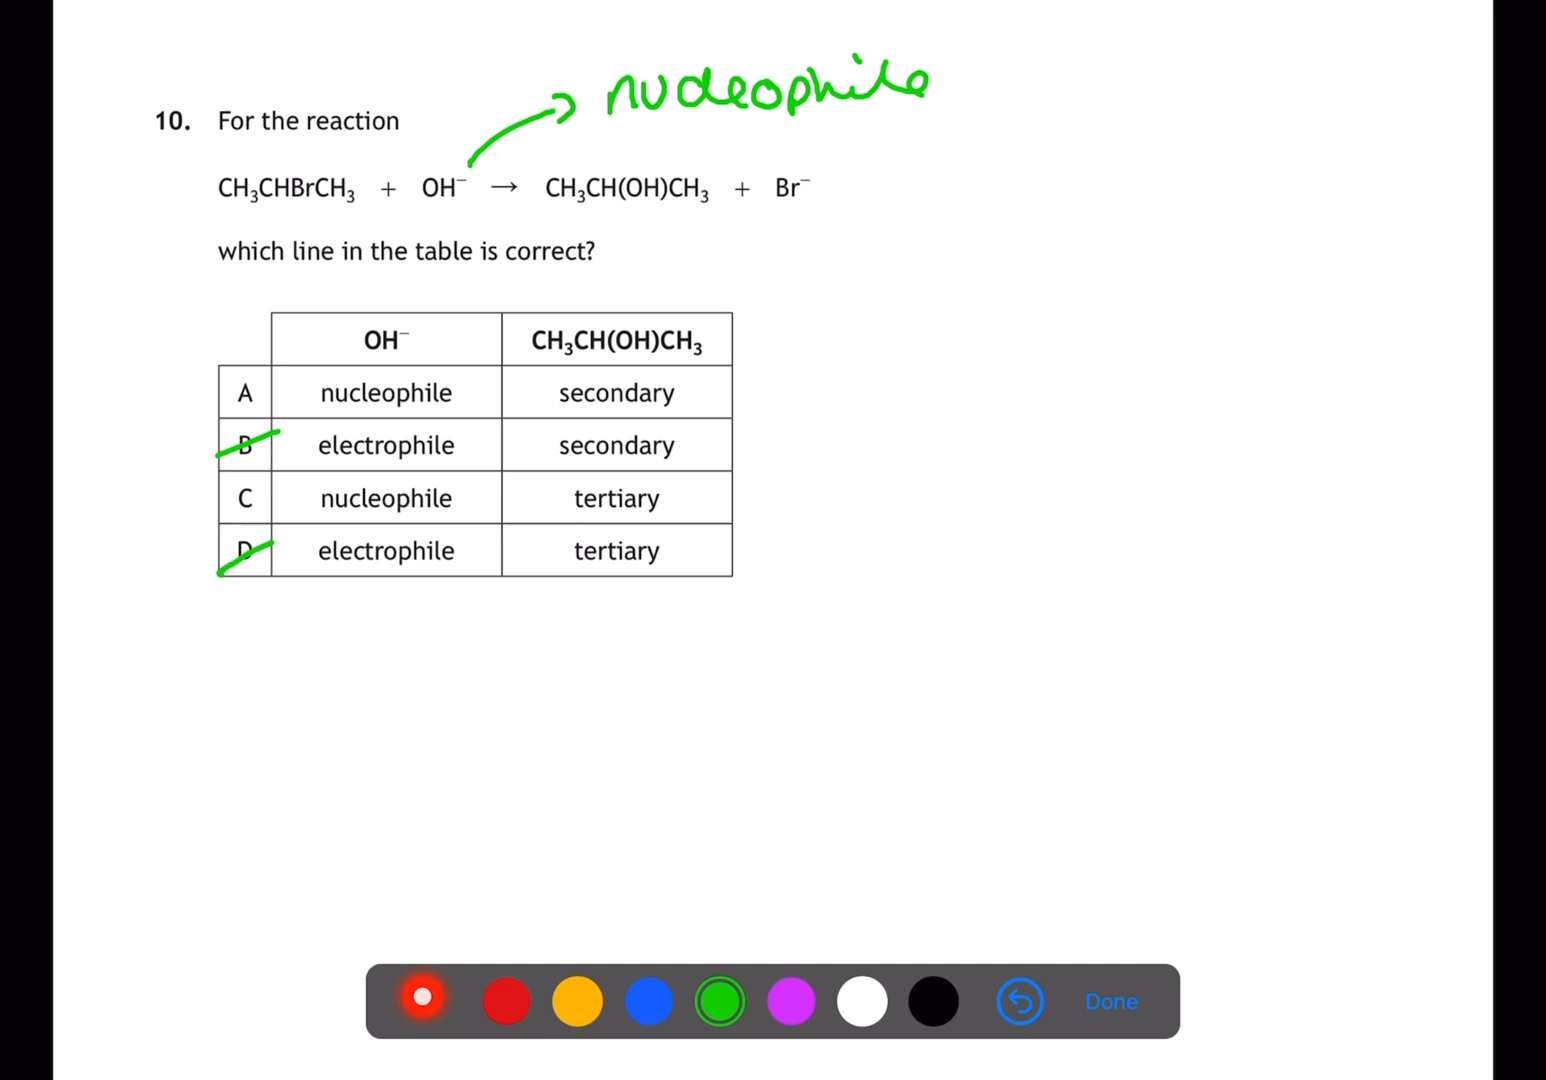 nucleophile
10. For the reaction
CH₃CHBrCH₃ + OH⁻ → CH₃CH(OH)CH₃ + Br⁻
which line in the table is correct?
OH⁻ CH₃CH(OH)CH₃
A nucleophile secondary
B electrophile secondary
C nucleophile tertiary
D electrophile tertiary
Done